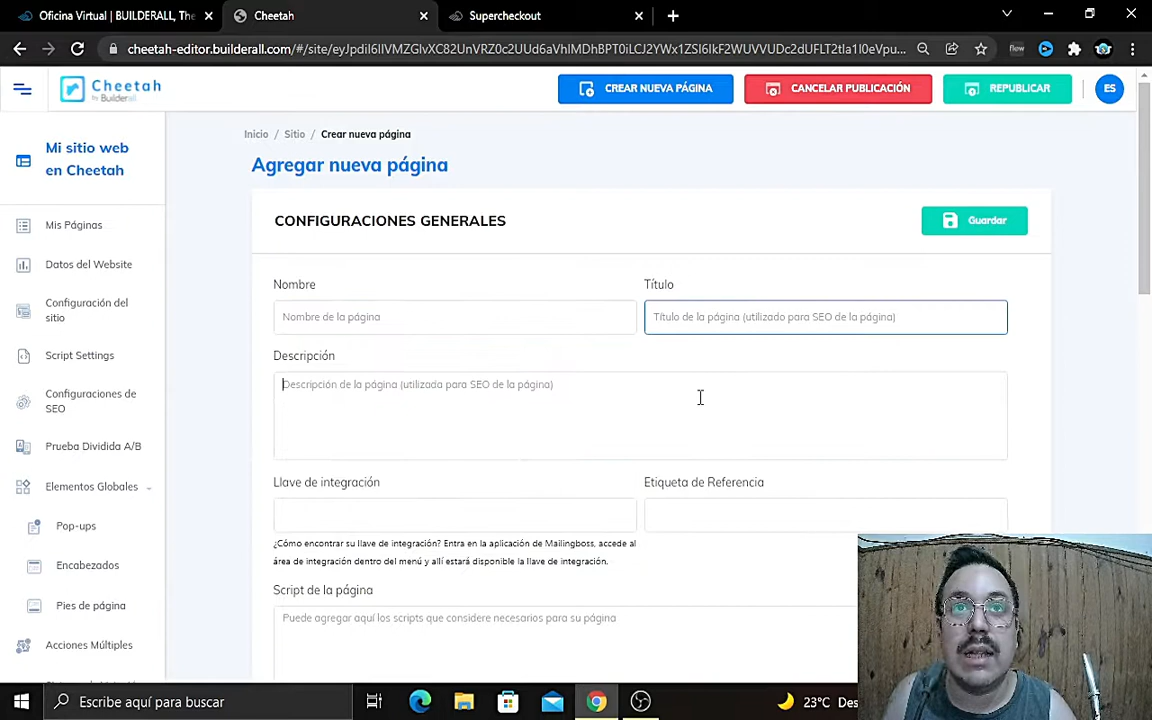 Oficina Virtual | BUILDERALL, The
Cheetah
Supercheckout
cheetah-editor.builderall.com/#/site/
flow
Cheetah
by Builderall
CREAR NUEVA PÁGINA
CANCELAR PUBLICACIÓN
REPUBLICAR
ES
Mi sitio web
en Cheetah
Mis Páginas
Datos del Website
Configuración del
sitio
Script Settings
Configuraciones de
SEO
Prueba Dividida A/B
Elementos Globales
Pop-ups
Encabezados
Pies de página
Acciones Múltiples
Inicio / Sitio / Crear nueva página
Agregar nueva página
CONFIGURACIONES GENERALES
Guardar
Nombre
Título
Nombre de la página
Título de la página (utilizado para SEO de la página)
Descripción
Descripción de la página (utilizada para SEO de la página)
Llave de integración
Etiqueta de Referencia
¿Cómo encontrar su llave de integración? Entra en la aplicación de Mailingboss, accede al
área de integración dentro del menú y allí estará disponible la llave de integración.
Script de la página
Puede agregar aquí los scripts que considere necesarios para su página
Escribe aquí para buscar
23°C